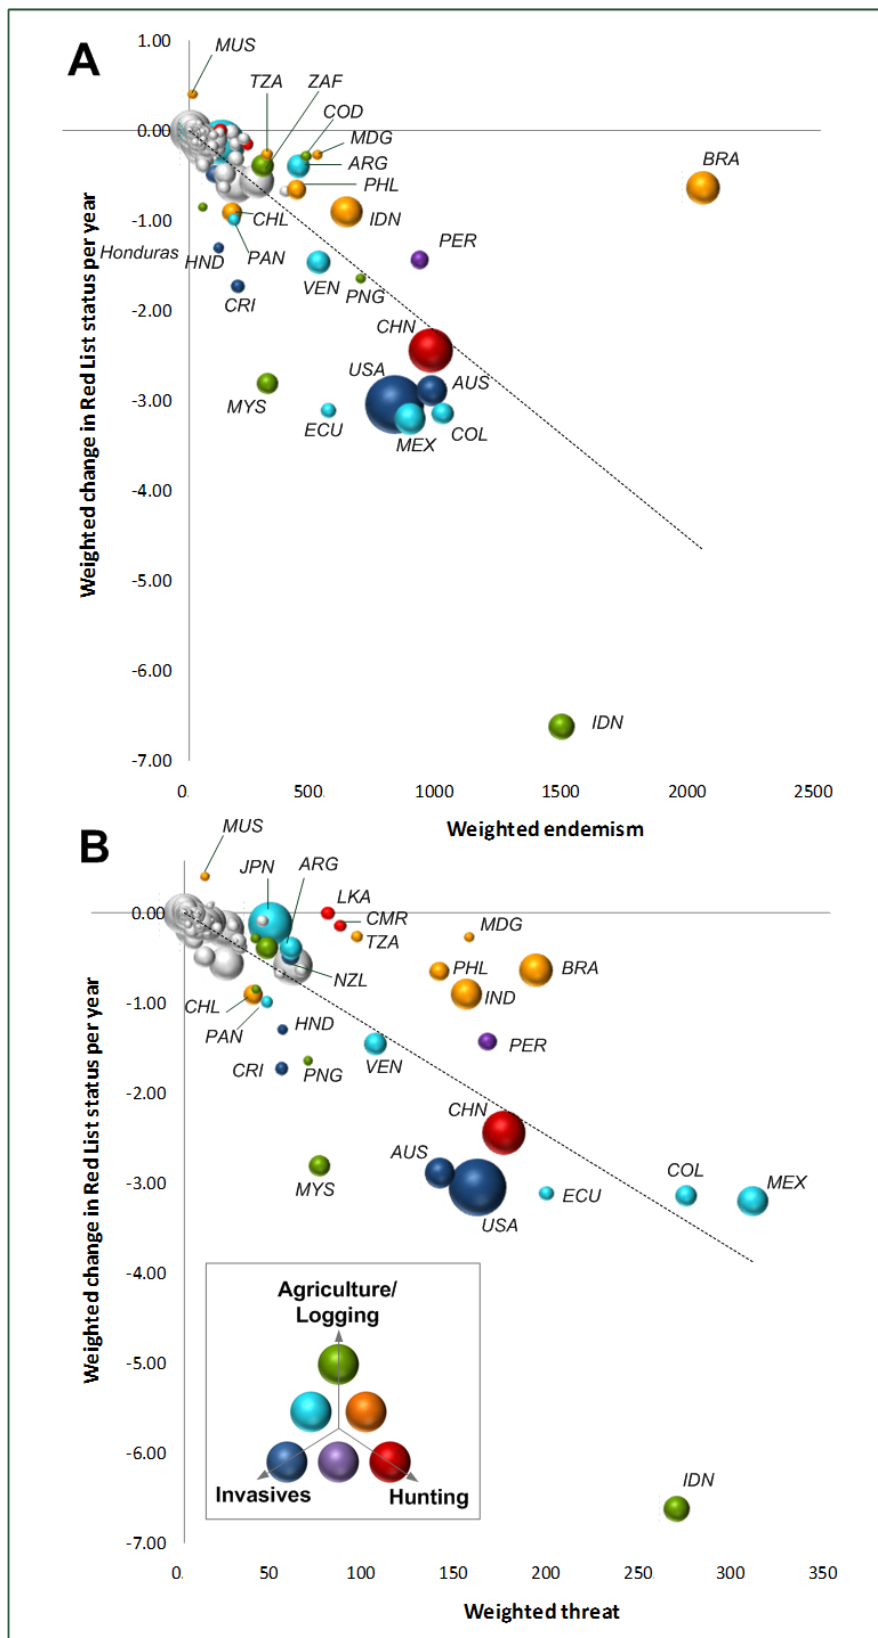 A
1.00
0.00
-1.00
-2.00
-3.00
-4.00
-5.00
-6.00
-7.00
Weighted change in Red List status per year
MUS
TZA
ZAF
COD
MDG
ARG
PHL
BRA
CHL
IDN
Honduras
HND
PAN
PER
VEN
PNG
CRI
CHN
USA
AUS
MYS
ECU
MEX
COL
IDN
0.
500.
1000
1500
2000
2500
Weighted endemism
B
0.00
-1.00
-2.00
-3.00
-4.00
-5.00
-6.00
-7.00
Weighted change in Red List status per year
MUS
JPN
ARG
LKA
CMR
TZA
MDG
NZL
PHL
BRA
IND
CHL
PAN
HND
PER
CRI
PNG
VEN
CHN
AUS
MYS
USA
ECU
COL
MEX
IDN
Agriculture/
Logging
Invasives
Hunting
0.
50
100
150
200
250
300
350
Weighted threat